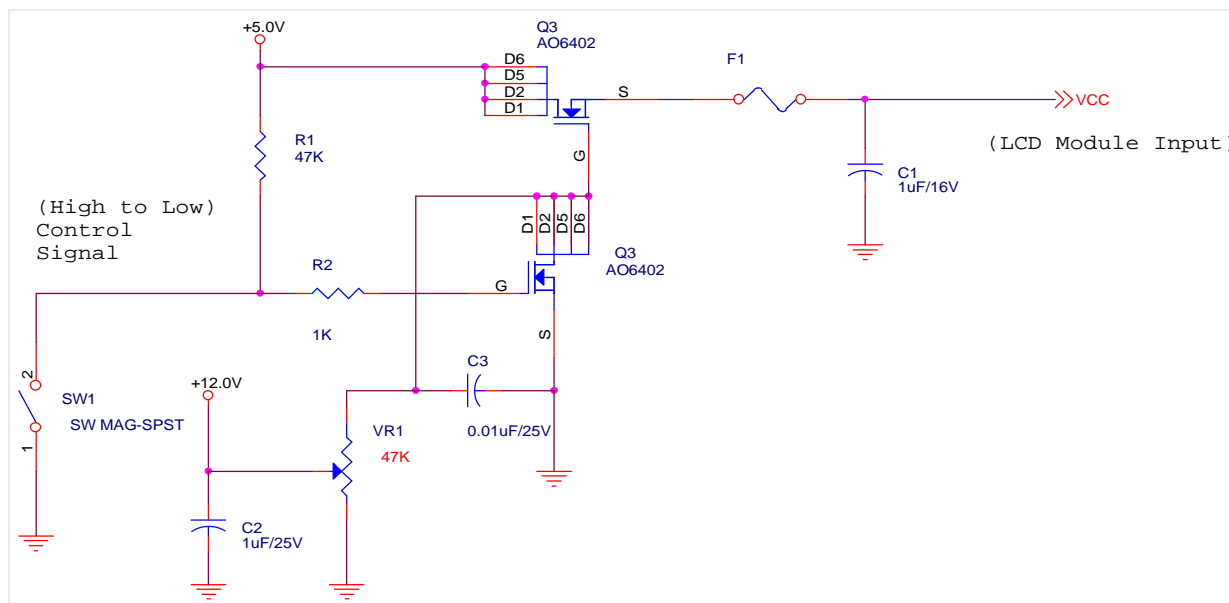 +5.0V
Q3
AO6402
D6
D5
D2
D1
S
G
F1
VCC
(LCD Module Input)
R1
47K
C1
1uF/16V
(High to Low)
Control
Signal
D1
D2
D5
D6
Q3
AO6402
R2
1K
G
S
C3
0.01uF/25V
2
SW1
SW MAG-SPST
1
+12.0V
VR1
47K
C2
1uF/25V